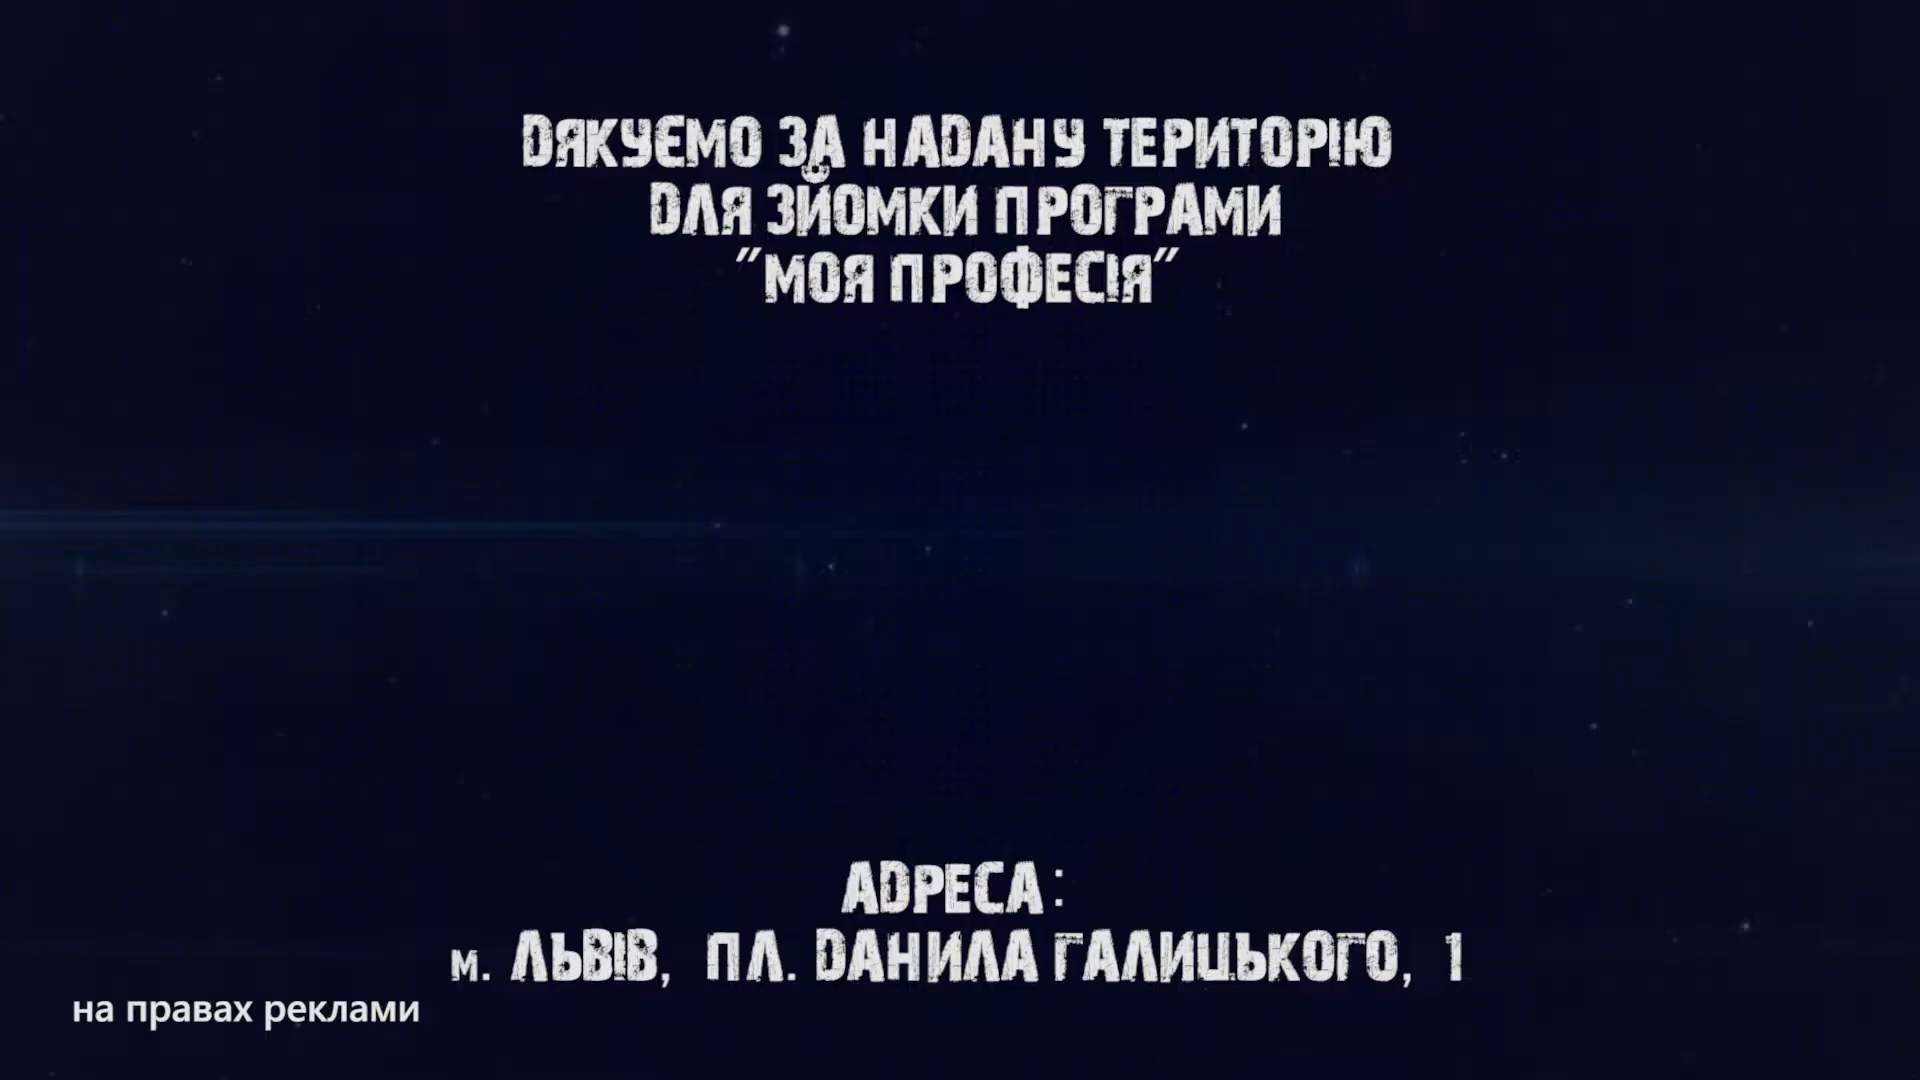 ДЯКУЄМО ЗА НАДАНУ ТЕРИТОРІЮ
ДЛЯ ЗЙОМКИ ПРОГРАМИ
"МОЯ ПРОФЕСІЯ"
АДРЕСА:
м. ЛЬВІВ, ПЛ. ДАНИЛА ГАЛИЦЬКОГО, 1
на правах реклами